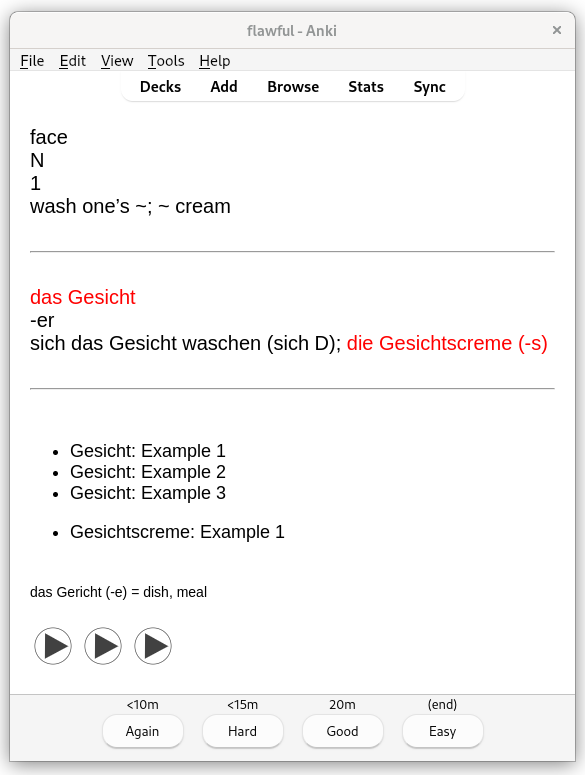 flawful - Anki
×
File Edit View Tools Help
Decks Add Browse Stats Sync
face
N
1
wash one’s ~; ~ cream
das Gesicht
-er
sich das Gesicht waschen (sich D); die Gesichtscreme (-s)
• Gesicht: Example 1
• Gesicht: Example 2
• Gesicht: Example 3
• Gesichtscreme: Example 1
das Gericht (-e) = dish, meal
<10m <15m 20m (end)
Again Hard Good Easy